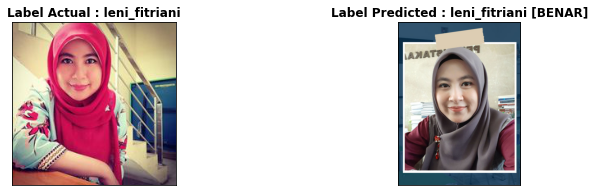 Label Actual : leni_fitriani
Label Predicted : leni_fitriani [BENAR]